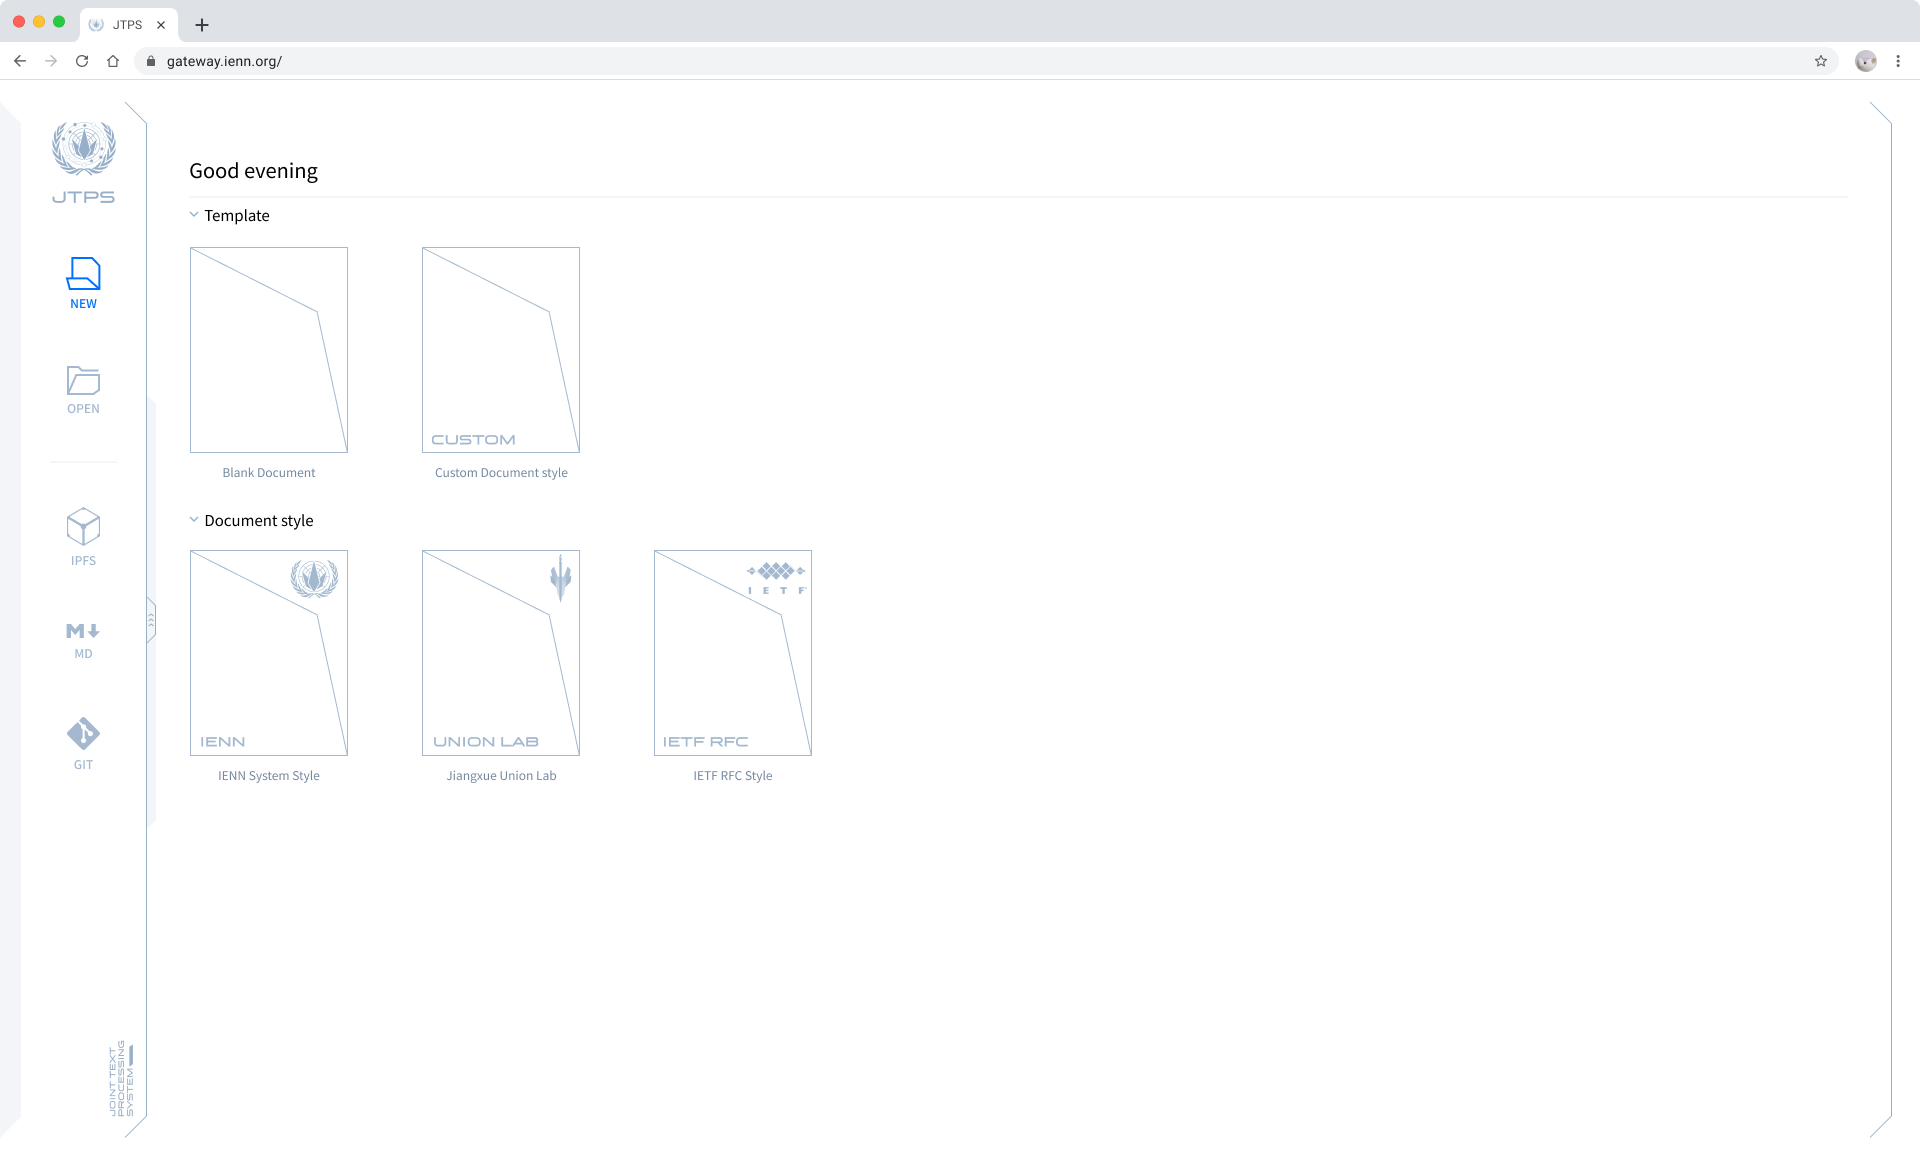 JTPS
gateway.ienn.org/
JTPS
NEW
OPEN
IPFS
MD
GIT
JOINT TEXT
PROCESSING
SYSTEM
Good evening
Template
CUSTOM
Blank Document
Custom Document style
Document style
I E T F
IENN
UNION LAB
IETF RFC
IENN System Style
Jiangxue Union Lab
IETF RFC Style